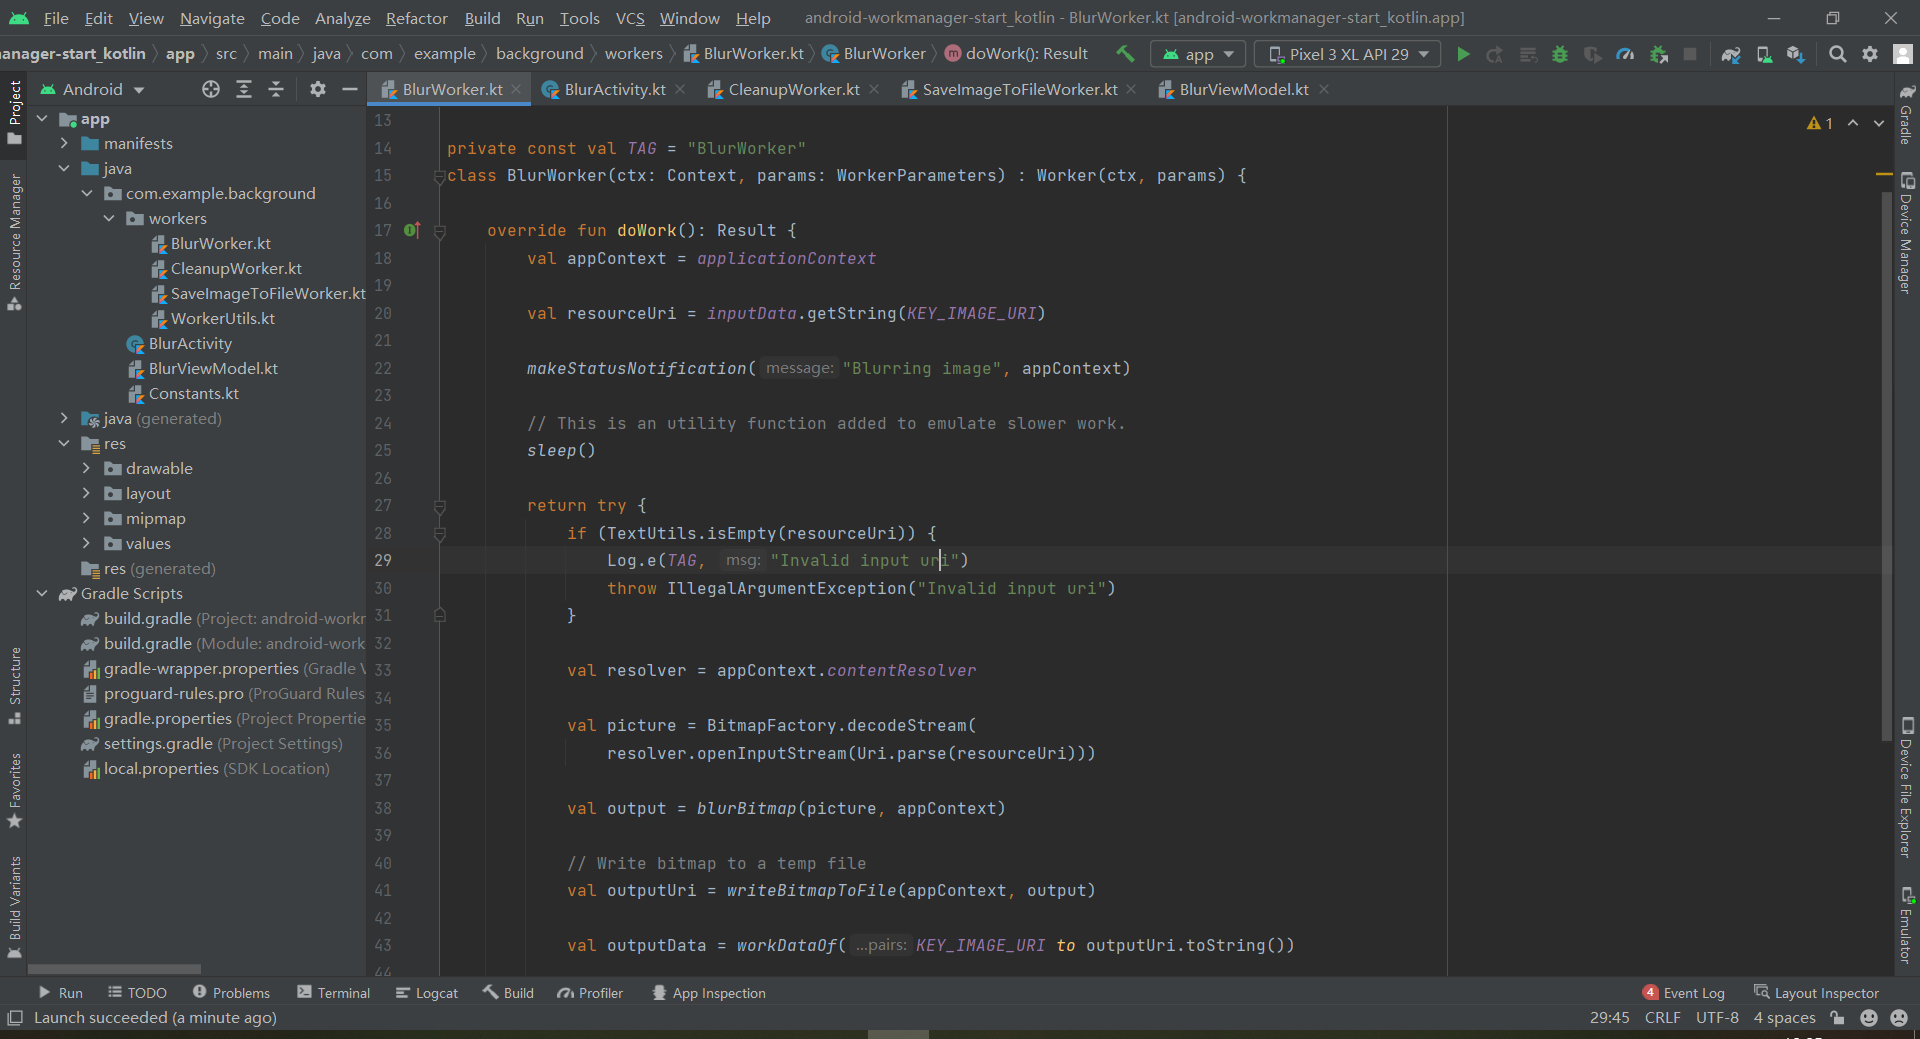 File Edit View Navigate Code Analyze Refactor Build Run Tools VCS Window Help android-workmanager-start_kotlin - BlurWorker.kt [android-workmanager-start_kotlin.app]
anager-start_kotlin app src main java com example background workers BlurWorker.kt BlurWorker doWork(): Result app Pixel 3 XL API 29
Android
BlurWorker.kt BlurActivity.kt CleanupWorker.kt SaveImageToFileWorker.kt BlurViewModel.kt
Project
Resource Manager
Structure
Favorites
Build Variants
app
manifests
java
com.example.background
workers
BlurWorker.kt
CleanupWorker.kt
SaveImageToFileWorker.kt
WorkerUtils.kt
BlurActivity
BlurViewModel.kt
Constants.kt
java (generated)
res
drawable
layout
mipmap
values
res (generated)
Gradle Scripts
build.gradle (Project: android-workr
build.gradle (Module: android-work
gradle-wrapper.properties (Gradle V
proguard-rules.pro (ProGuard Rules
gradle.properties (Project Propertie
settings.gradle (Project Settings)
local.properties (SDK Location)
13
14 private const val TAG = "BlurWorker"
15 class BlurWorker(ctx: Context, params: WorkerParameters) : Worker(ctx, params) {
16
17 override fun doWork(): Result {
18 val appContext = applicationContext
19
20 val resourceUri = inputData.getString(KEY_IMAGE_URI)
21
22 makeStatusNotification( message: "Blurring image", appContext)
23
24 // This is an utility function added to emulate slower work.
25 sleep()
26
27 return try {
28 if (TextUtils.isEmpty(resourceUri)) {
29 Log.e(TAG, msg: "Invalid input uri")
30 throw IllegalArgumentException("Invalid input uri")
31 }
32
33 val resolver = appContext.contentResolver
34
35 val picture = BitmapFactory.decodeStream(
36 resolver.openInputStream(Uri.parse(resourceUri)))
37
38 val output = blurBitmap(picture, appContext)
39
40 // Write bitmap to a temp file
41 val outputUri = writeBitmapToFile(appContext, output)
42
43 val outputData = workDataOf( ...pairs: KEY_IMAGE_URI to outputUri.toString())
44
1
Gradle
Device Manager
Device File Explorer
Emulator
Run TODO Problems Terminal Logcat Build Profiler App Inspection 4 Event Log Layout Inspector
Launch succeeded (a minute ago) 29:45 CRLF UTF-8 4 spaces